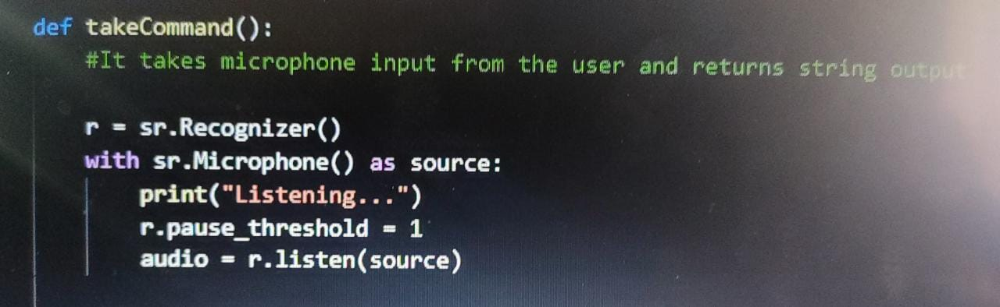 def takeCommand():
#It takes microphone input from the user and returns string output
r = sr.Recognizer()
with sr.Microphone() as source:
print("Listening...")
r.pause_threshold = 1
audio = r.listen(source)